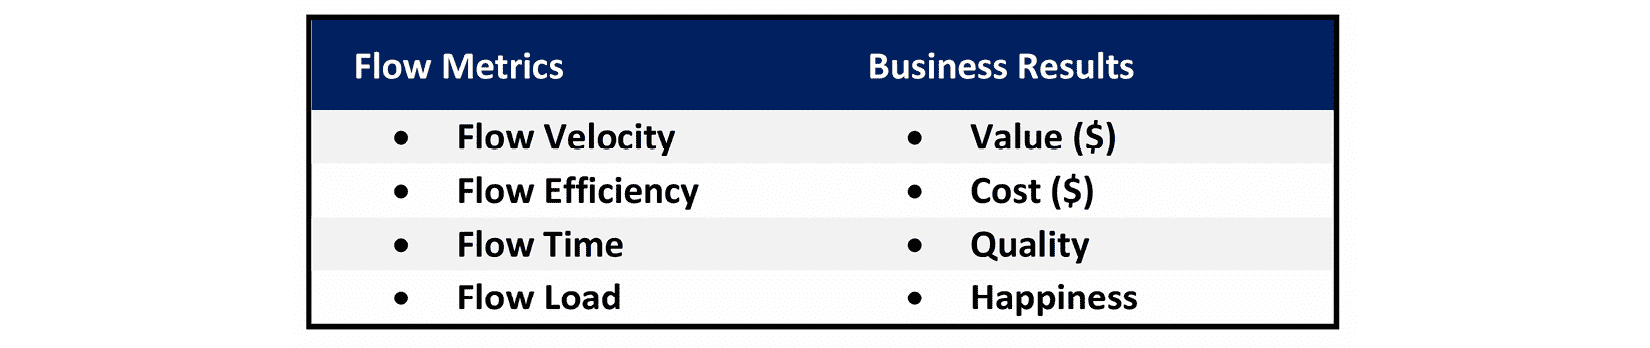 Flow Metrics Business Results
• Flow Velocity • Value ($)
• Flow Efficiency • Cost ($)
• Flow Time • Quality
• Flow Load • Happiness